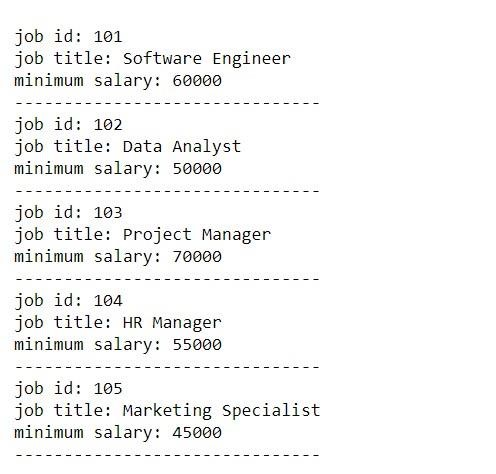 job id: 101
job title: Software Engineer
minimum salary: 60000
-------------------------------
job id: 102
job title: Data Analyst
minimum salary: 50000
-------------------------------
job id: 103
job title: Project Manager
minimum salary: 70000
-------------------------------
job id: 104
job title: HR Manager
minimum salary: 55000
-------------------------------
job id: 105
job title: Marketing Specialist
minimum salary: 45000
-------------------------------